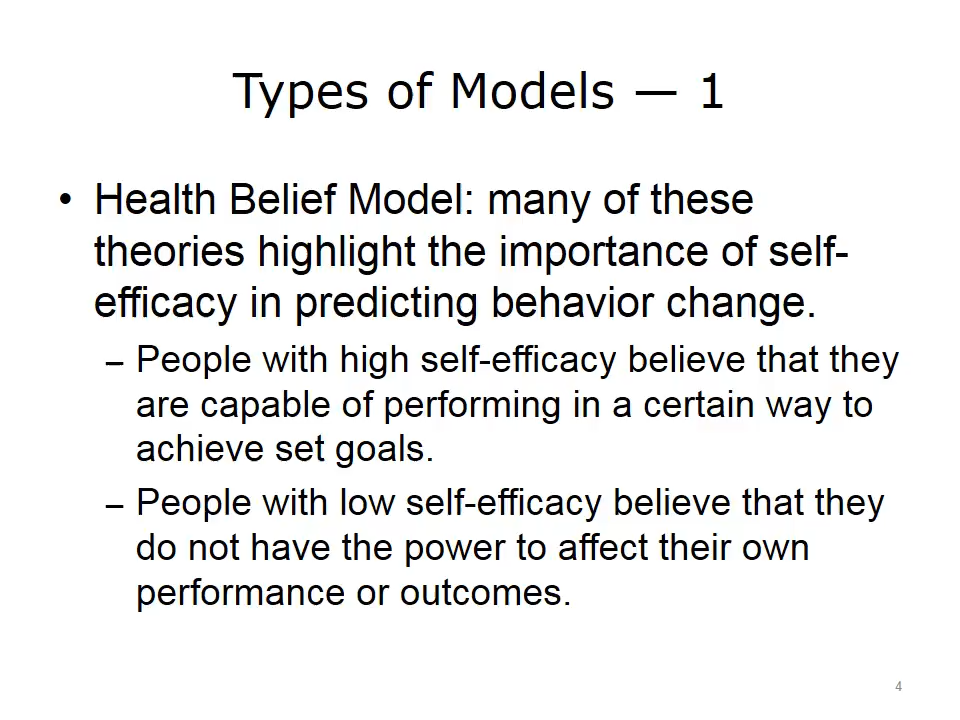 Types of Models — 1
• Health Belief Model: many of these
theories highlight the importance of self-
efficacy in predicting behavior change.
– People with high self-efficacy believe that they
are capable of performing in a certain way to
achieve set goals.
– People with low self-efficacy believe that they
do not have the power to affect their own
performance or outcomes.
4